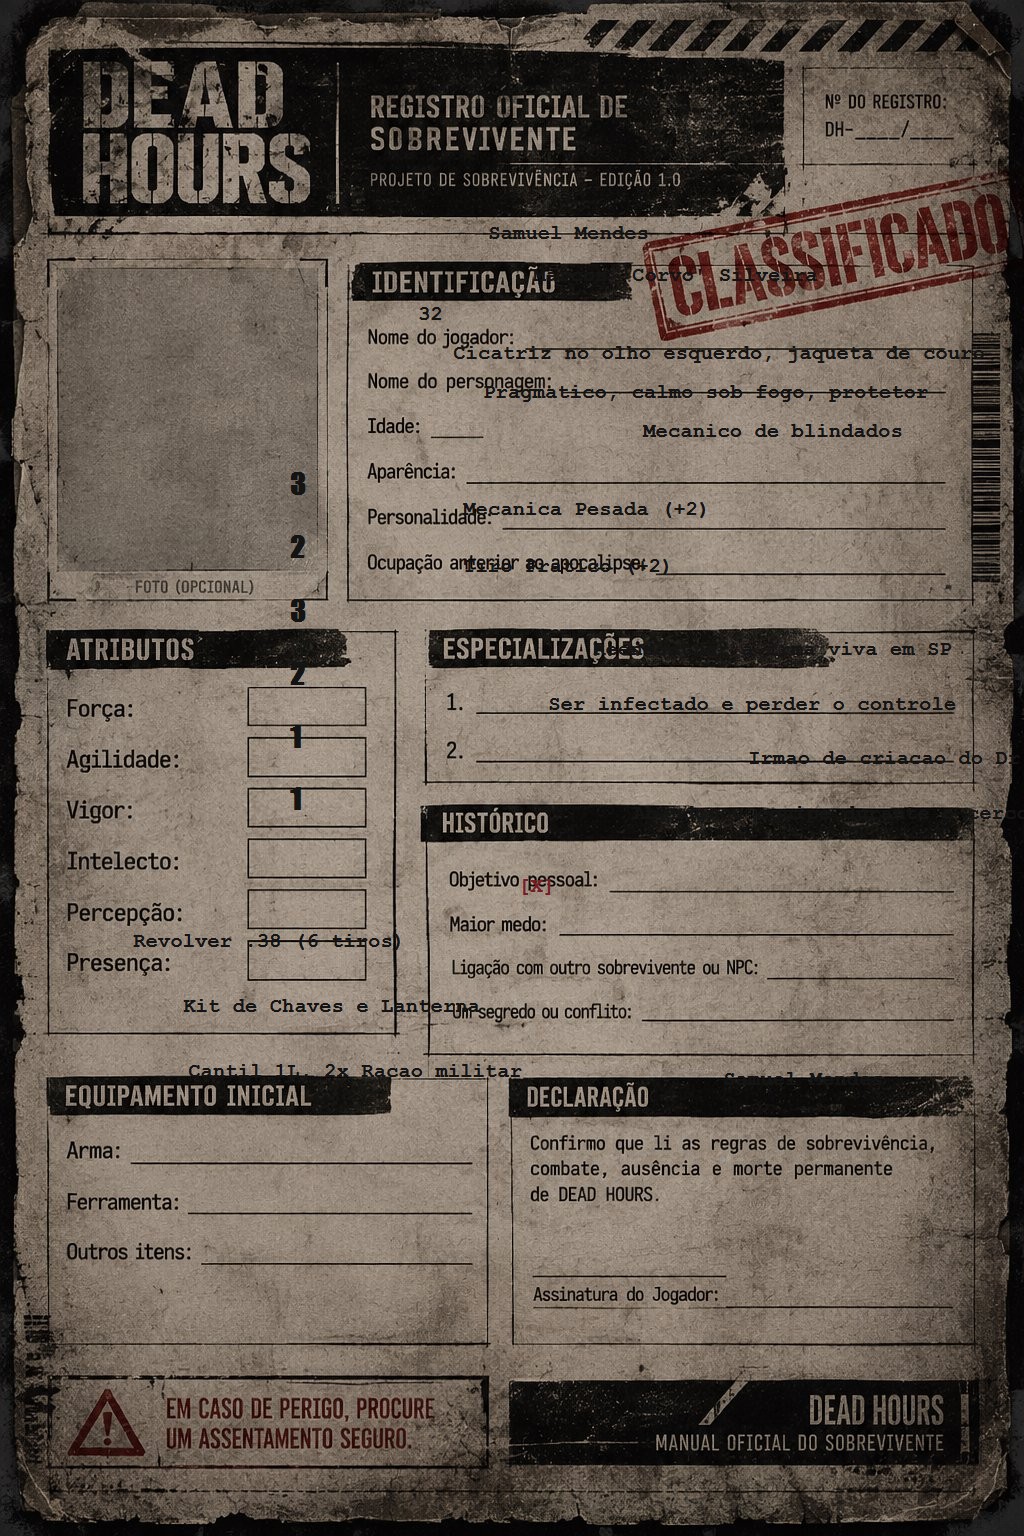 DEAD
HOURS
REGISTRO OFICIAL DE
SOBREVIVENTE
PROJETO DE SOBREVIVÊNCIA – EDIÇÃO 1.0
Nº DO REGISTRO:
DH-____/____
Samuel Mendes
CLASSIFICADO
IDENTIFICAÇÃO
Corvo" Silveira
32
Nome do jogador:
Cicatriz no olho esquerdo, jaqueta de couro
Nome do personagem:
Pragmatico, calmo sob fogo, protetor
Idade:
Mecanico de blindados
Aparência:
3
Mecanica Pesada (+2)
Personalidade:
2
Ocupação anterior ao apocalipse:
Tiro Pratico (+2)
FOTO (OPCIONAL)
3
ATRIBUTOS
ESPECIALIZAÇÕES
viva em SP
2
Força:
1.
Ser infectado e perder o controle
1
Agilidade:
2.
Irmao de criacao do
1
Vigor:
HISTÓRICO
Intelecto:
Objetivo pessoal:
[X]
Percepção:
Maior medo:
Revolver .38 (6 tiros)
Presença:
Ligação com outro sobrevivente ou NPC:
Kit de Chaves e Lanterna
Um segredo ou conflito:
Cantil 1L, 2x Racao militar
Samuel Mendes
EQUIPAMENTO INICIAL
DECLARAÇÃO
Arma:
Ferramenta:
Outros itens:
Confirmo que li as regras de sobrevivência,
combate, ausência e morte permanente
de DEAD HOURS.
Assinatura do Jogador:
EM CASO DE PERIGO, PROCURE
UM ASSENTAMENTO SEGURO.
DEAD HOURS
MANUAL OFICIAL DO SOBREVIVENTE